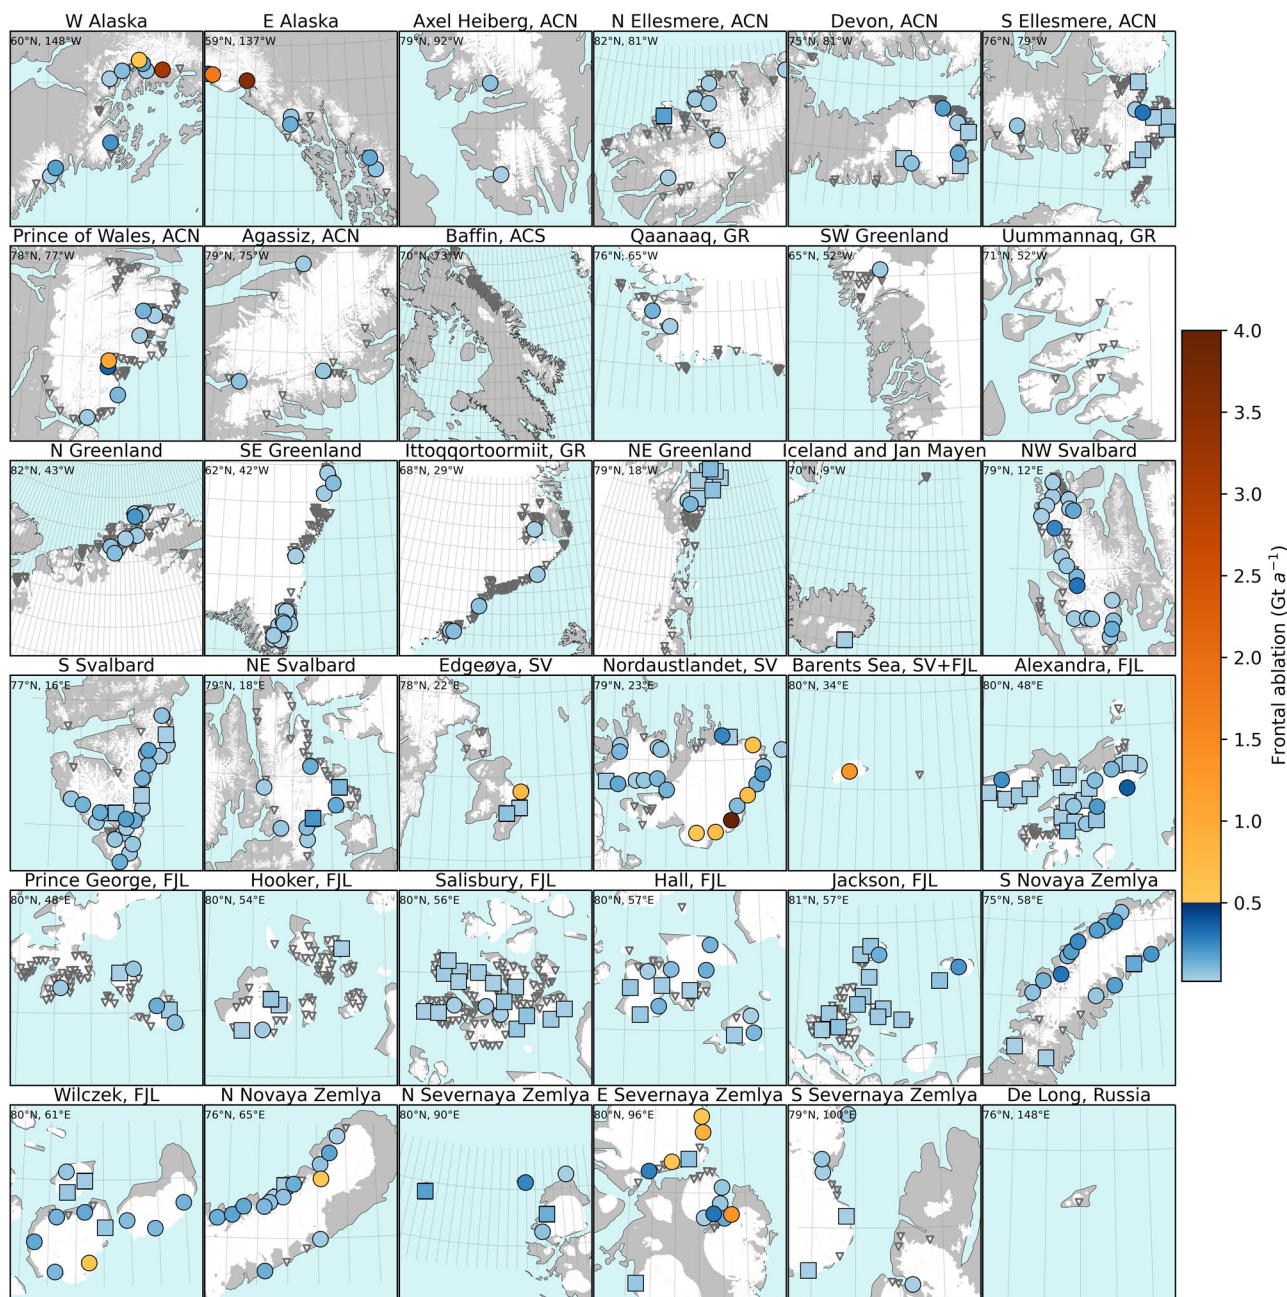 W Alaska
60°N, 148°W
E Alaska
59°N, 137°W
Axel Heiberg, ACN
79°N, 92°W
N Ellesmere, ACN
82°N, 81°W
Devon, ACN
75°N, 81°W
S Ellesmere, ACN
76°N, 79°W
Prince of Wales, ACN
78°N, 77°W
Agassiz, ACN
79°N, 75°W
Baffin, ACS
70°N, 73°W
Qaanaaq, GR
76°N, 65°W
SW Greenland
65°N, 52°W
Uummannaq, GR
71°N, 52°W
N Greenland
82°N, 43°W
SE Greenland
62°N, 42°W
Ittoqqortoormiit, GR
68°N, 29°W
NE Greenland
79°N, 18°W
Iceland and Jan Mayen
70°N, 9°W
NW Svalbard
79°N, 12°E
S Svalbard
77°N, 16°E
NE Svalbard
79°N, 18°E
Edgeøya, SV
78°N, 22°E
Nordaustlandet, SV
79°N, 23°E
Barents Sea, SV+FJL
80°N, 34°E
Alexandra, FJL
80°N, 48°E
Prince George, FJL
80°N, 48°E
Hooker, FJL
80°N, 54°E
Salisbury, FJL
80°N, 56°E
Hall, FJL
80°N, 57°E
Jackson, FJL
81°N, 57°E
S Novaya Zemlya
75°N, 58°E
Wilczek, FJL
80°N, 61°E
N Novaya Zemlya
76°N, 65°E
N Severnaya Zemlya
80°N, 90°E
E Severnaya Zemlya
80°N, 96°E
S Severnaya Zemlya
79°N, 100°E
De Long, Russia
76°N, 148°E
4.0
3.5
3.0
2.5
2.0
1.5
1.0
0.5
Frontal ablation (Gt a⁻¹)